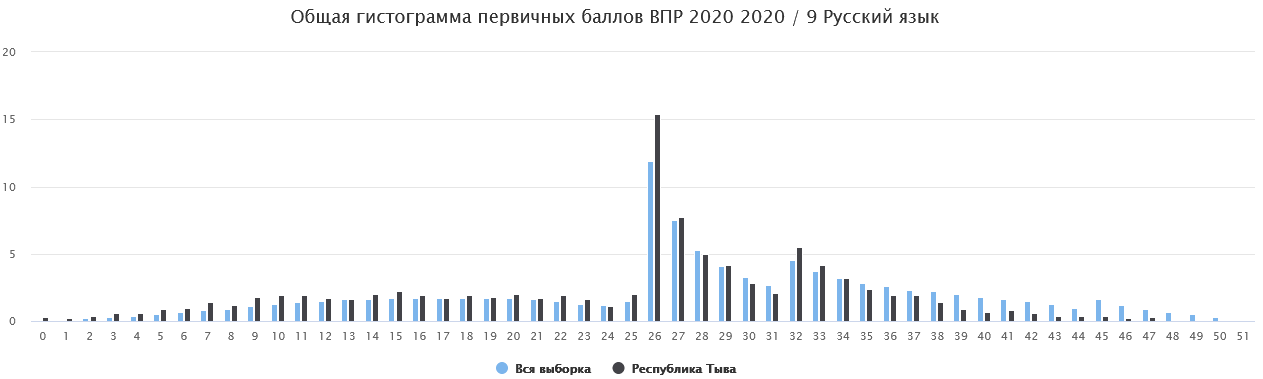 Общая гистограмма первичных баллов ВПР 2020 2020 / 9 Русский язык
20
15
10
5
0
0 1 2 3 4 5 6 7 8 9 10 11 12 13 14 15 16 17 18 19 20 21 22 23 24 25 26 27 28 29 30 31 32 33 34 35 36 37 38 39 40 41 42 43 44 45 46 47 48 49 50 51
Вся выборка Республика Тыва